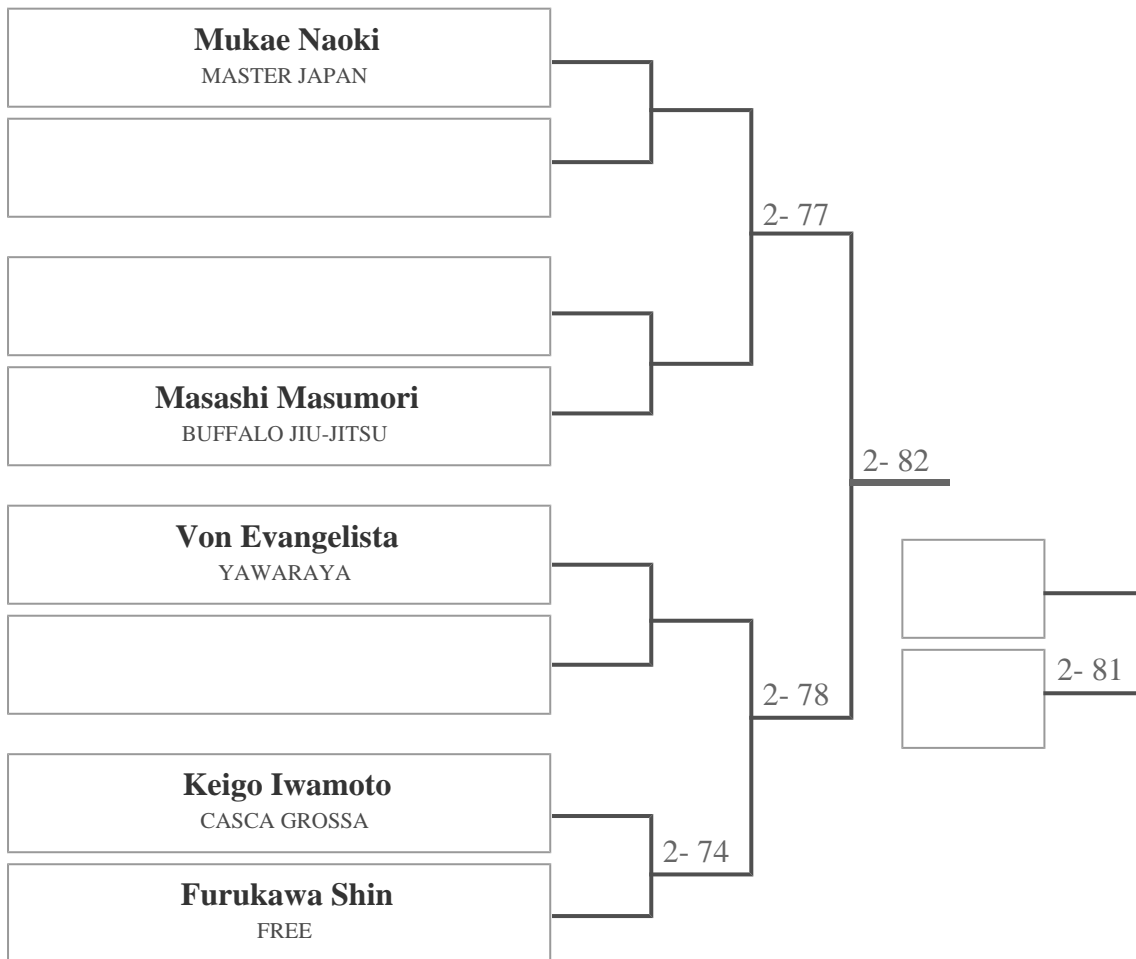 Mukae Naoki
MASTER JAPAN
2- 77
Masashi Masumori
BUFFALO JIU-JITSU
2- 82
Von Evangelista
YAWARAYA
2- 81
2- 78
Keigo Iwamoto
CASCA GROSSA
2- 74
Furukawa Shin
FREE